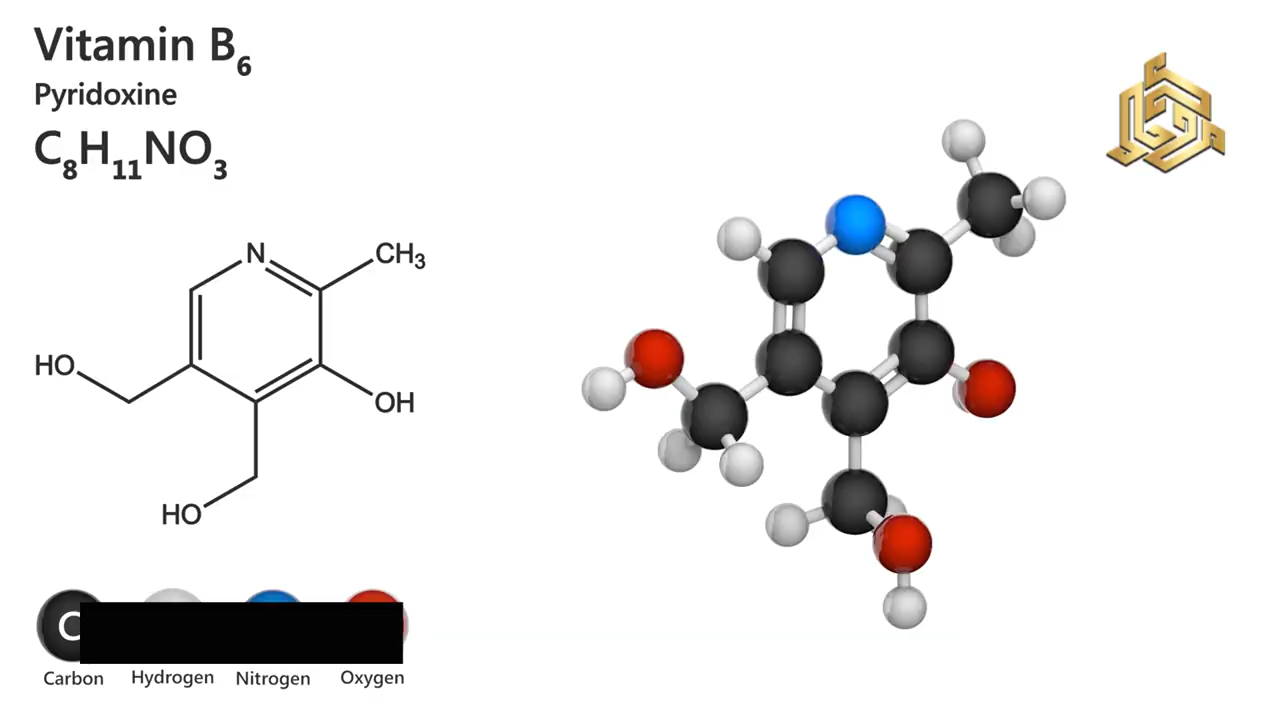 Vitamin B₆
Pyridoxine
C₈H₁₁NO₃
N
CH₃
HO
OH
HO
C
Carbon Hydrogen Nitrogen Oxygen